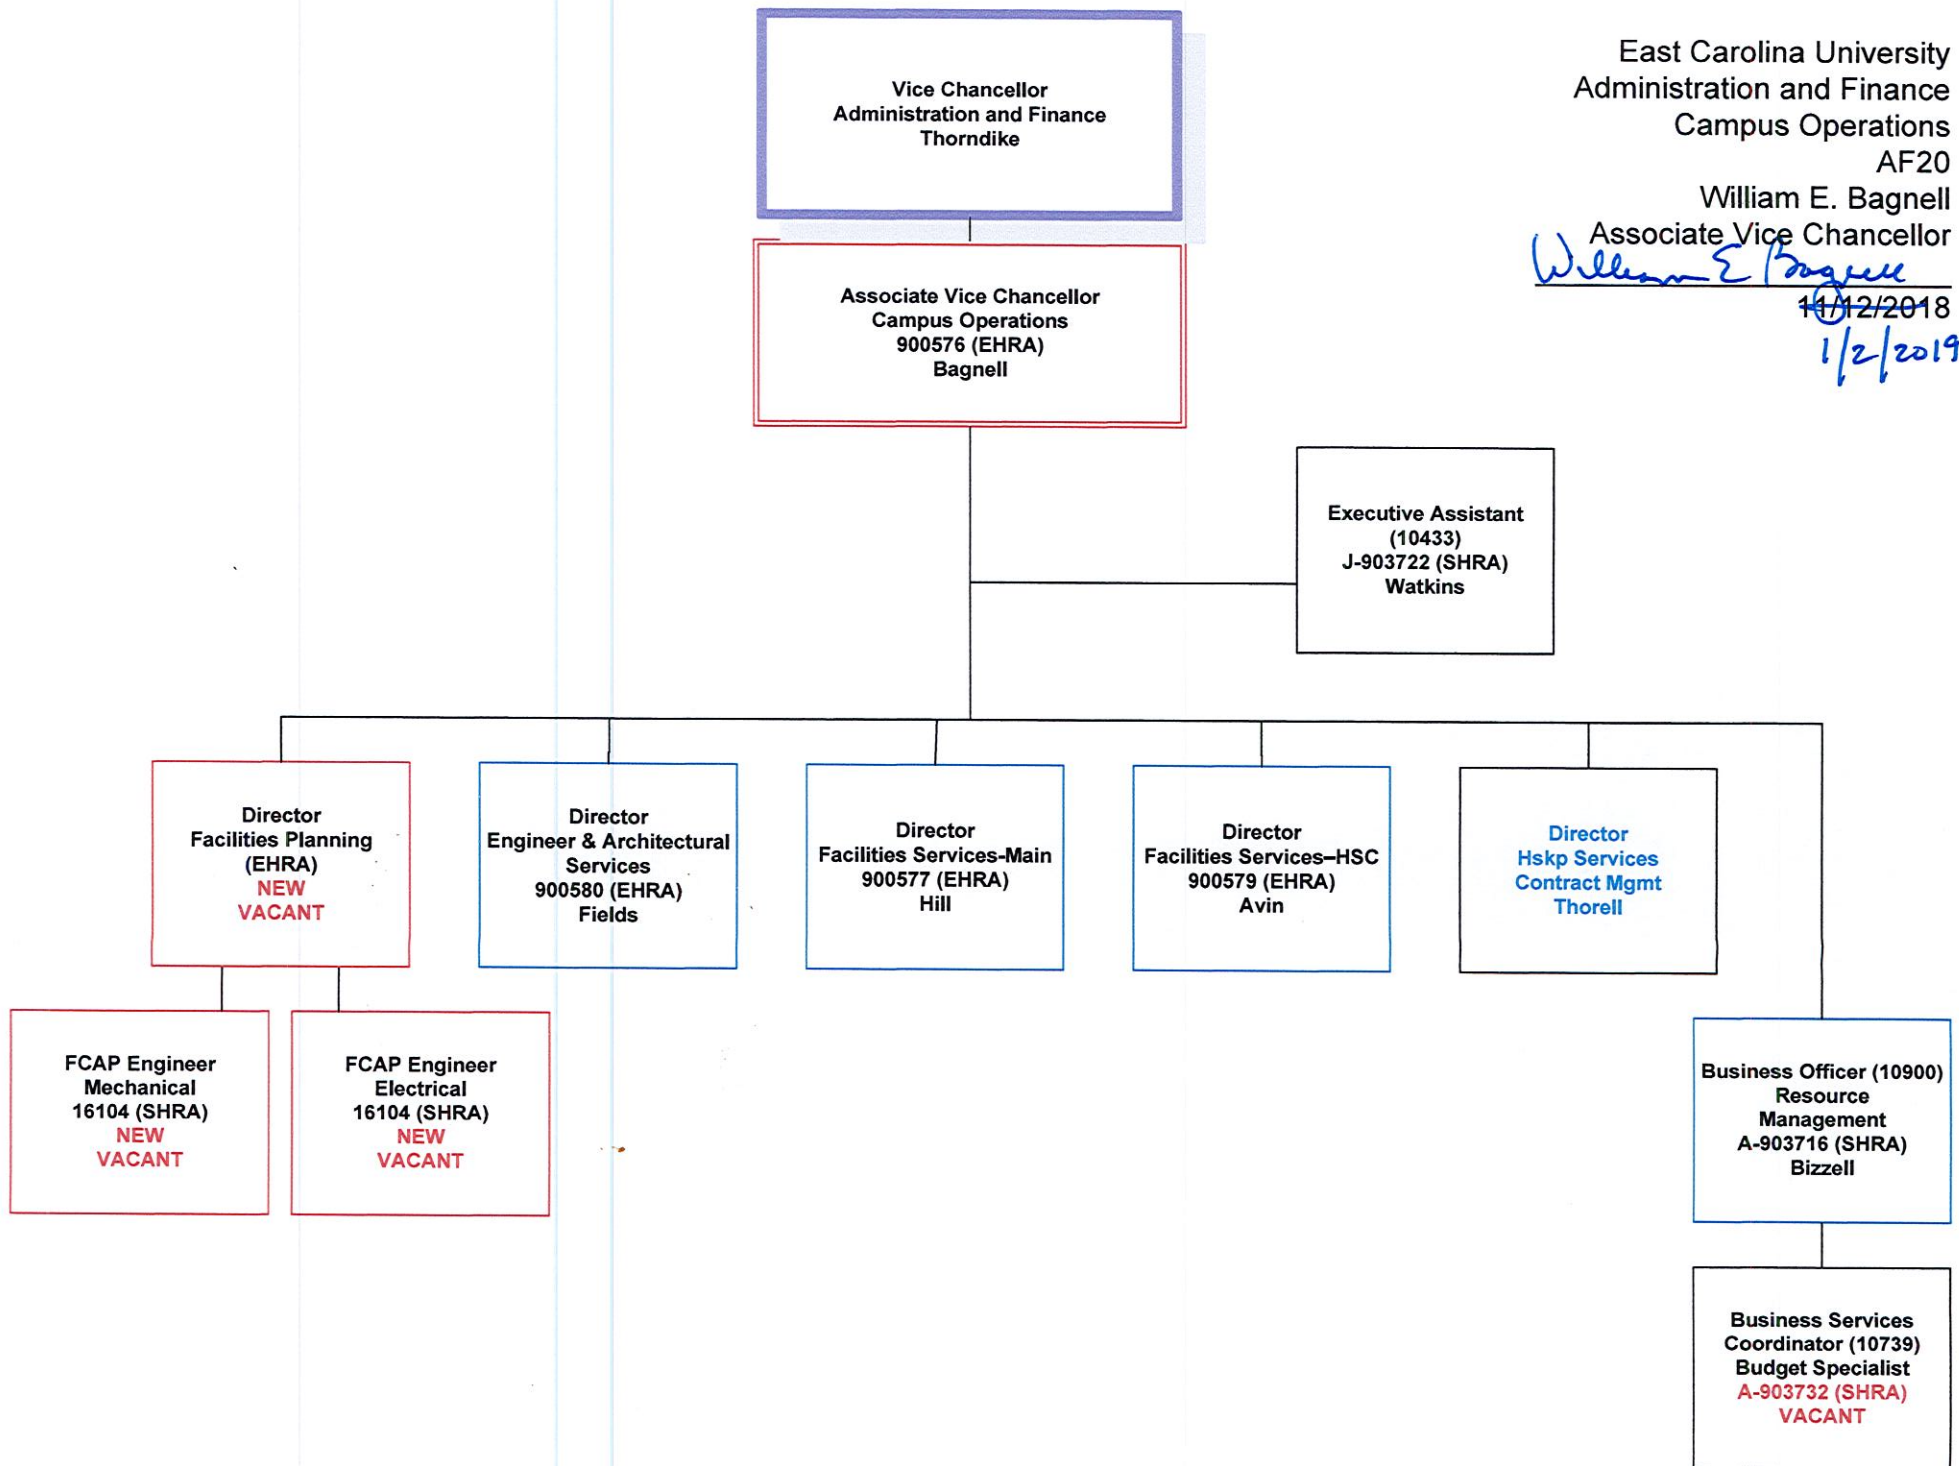 East Carolina University
Administration and Finance
Campus Operations
AF20
William E. Bagnell
Associate Vice Chancellor
William E Bagnell
11/12/2018
1/2/2019
Vice Chancellor
Administration and Finance
Thorndike
Associate Vice Chancellor
Campus Operations
900576 (EHRA)
Bagnell
Executive Assistant
(10433)
J-903722 (SHRA)
Watkins
Director
Facilities Planning
(EHRA)
NEW
VACANT
Director
Engineer & Architectural
Services
900580 (EHRA)
Fields
Director
Facilities Services-Main
900577 (EHRA)
Hill
Director
Facilities Services–HSC
900579 (EHRA)
Avin
Director
Hskp Services
Contract Mgmt
Thorell
FCAP Engineer
Mechanical
16104 (SHRA)
NEW
VACANT
FCAP Engineer
Electrical
16104 (SHRA)
NEW
VACANT
Business Officer (10900)
Resource
Management
A-903716 (SHRA)
Bizzell
Business Services
Coordinator (10739)
Budget Specialist
A-903732 (SHRA)
VACANT